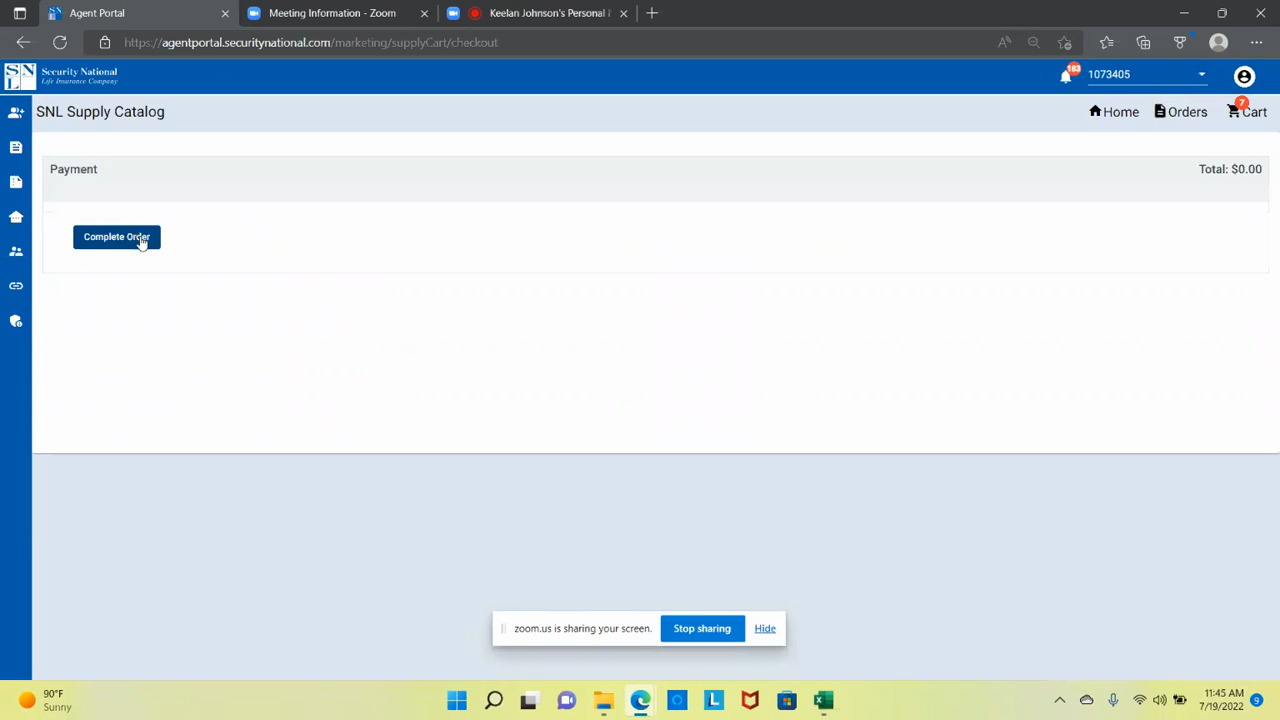 Agent Portal
Meeting Information - Zoom
Keelan Johnson's Personal
https://agentportal.securitynational.com/marketing/supplyCart/checkout
SNL
Security National
Life Insurance Company
183
1073405
SNL Supply Catalog
Home
Orders
7
Cart
Payment
Total: $0.00
Complete Order
zoom.us is sharing your screen.
Stop sharing
Hide
90°F
Sunny
11:45 AM
7/19/2022
9